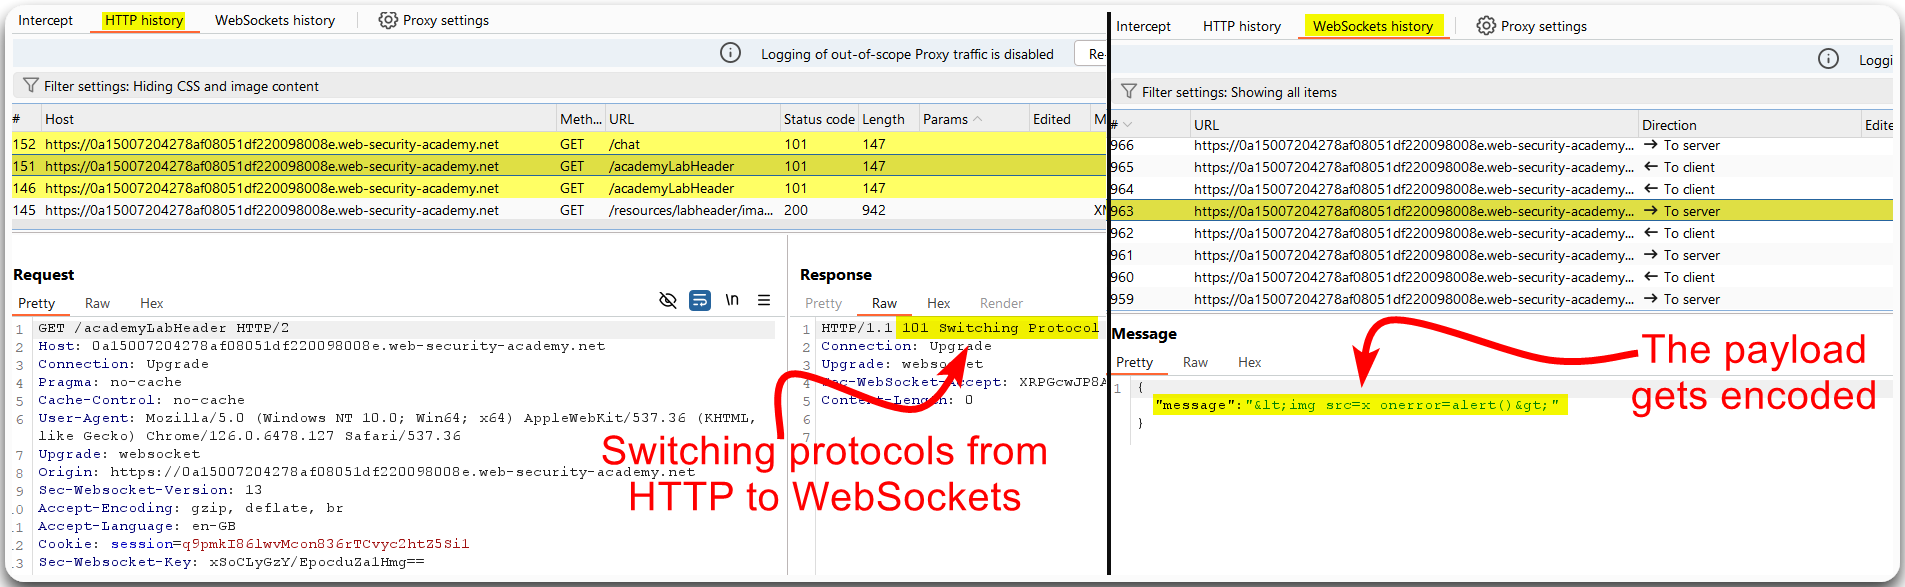 Intercept HTTP history WebSockets history Proxy settings
Logging of out-of-scope Proxy traffic is disabled Re-
Filter settings: Hiding CSS and image content
# Host Meth... URL Status code Length Params Edited M
152 https://0a15007204278af08051df220098008e.web-security-academy.net GET /chat 101 147
151 https://0a15007204278af08051df220098008e.web-security-academy.net GET /academyLabHeader 101 147
146 https://0a15007204278af08051df220098008e.web-security-academy.net GET /academyLabHeader 101 147
145 https://0a15007204278af08051df220098008e.web-security-academy.net GET /resources/labheader/ima... 200 942 XM
Request
Pretty Raw Hex \n
1 GET /academyLabHeader HTTP/2
2 Host: 0a15007204278af08051df220098008e.web-security-academy.net
3 Connection: Upgrade
4 Pragma: no-cache
5 Cache-Control: no-cache
6 User-Agent: Mozilla/5.0 (Windows NT 10.0; Win64; x64) AppleWebKit/537.36 (KHTML,
like Gecko) Chrome/126.0.6478.127 Safari/537.36
7 Upgrade: websocket
8 Origin: https://0a15007204278af08051df220098008e.web-security-academy.net
9 Sec-Websocket-Version: 13
.0 Accept-Encoding: gzip, deflate, br
.1 Accept-Language: en-GB
.2 Cookie: session=q9pmkI86lwvMcon836rTCvyc2htZ5Si1
.3 Sec-Websocket-Key: xSoCLyGzY/EpocduZalHmg==
Response
Pretty Raw Hex Render
1 HTTP/1.1 101 Switching Protocol
2 Connection: Upgrade
3 Upgrade: websocket
4 Sec-WebSocket-Accept: XRPGcwJP8A
5 Content-Length: 0
6
7
Switching protocols from
HTTP to WebSockets
Intercept HTTP history WebSockets history Proxy settings
Loggi
Filter settings: Showing all items
# URL Direction Edite
966 https://0a15007204278af08051df220098008e.web-security-academy... → To server
965 https://0a15007204278af08051df220098008e.web-security-academy... ← To client
964 https://0a15007204278af08051df220098008e.web-security-academy... ← To client
963 https://0a15007204278af08051df220098008e.web-security-academy... → To server
962 https://0a15007204278af08051df220098008e.web-security-academy... ← To client
961 https://0a15007204278af08051df220098008e.web-security-academy... → To server
960 https://0a15007204278af08051df220098008e.web-security-academy... ← To client
959 https://0a15007204278af08051df220098008e.web-security-academy... → To server
Message
Pretty Raw Hex
1 {
"message":"&lt;img src=x onerror=alert()&gt;"
}
The payload
gets encoded